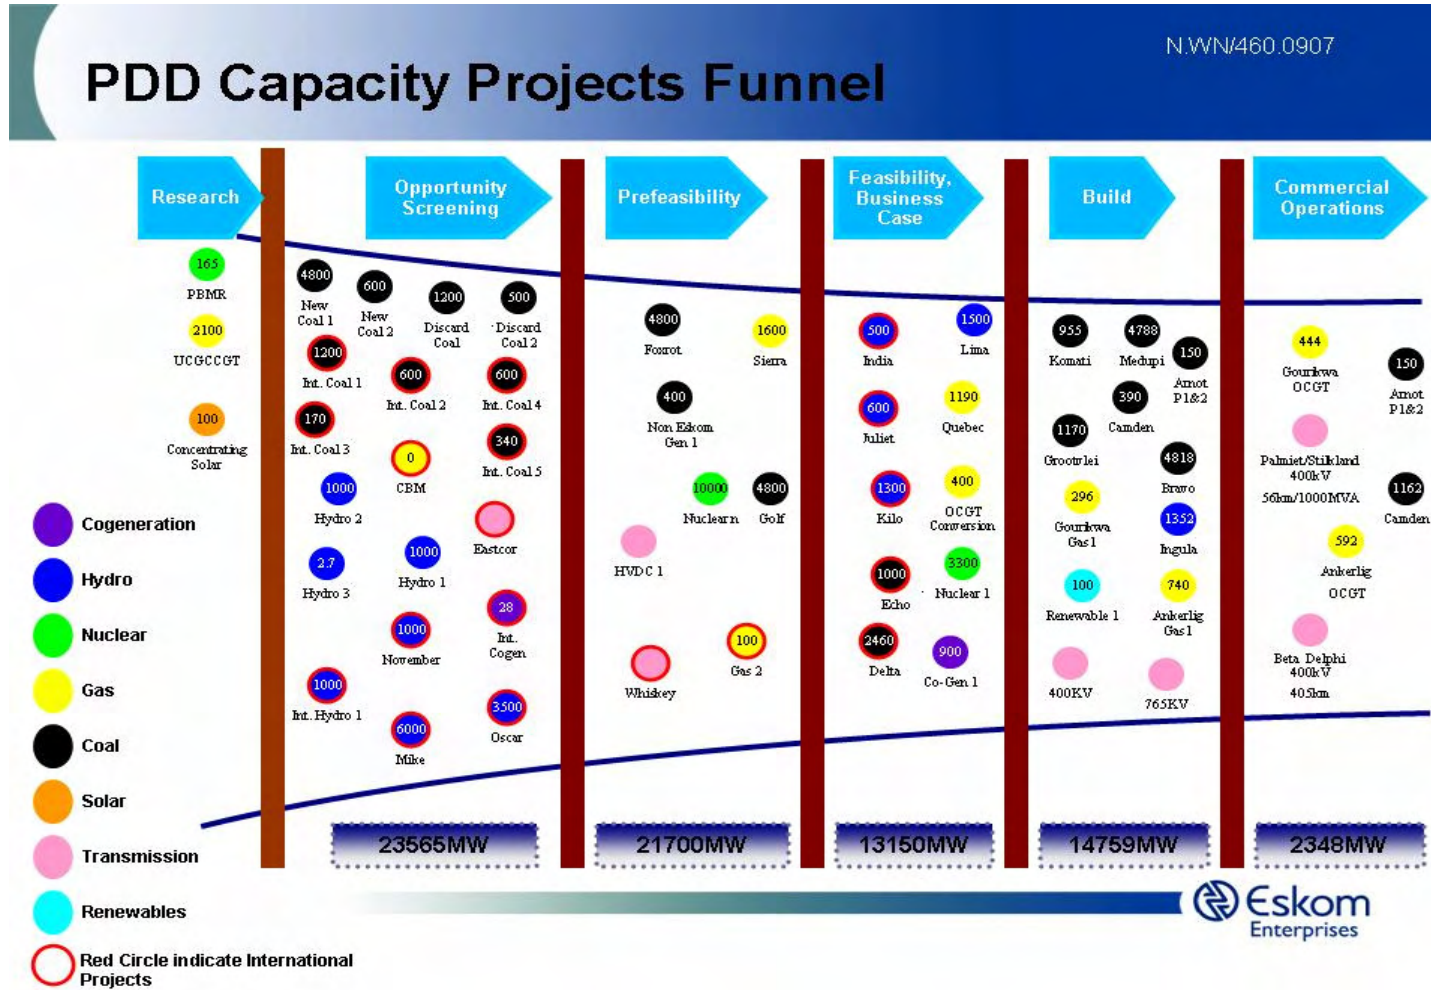 N.WN/460.0907
PDD Capacity Projects Funnel
Research
Opportunity
Screening
Prefeasibility
Feasibility,
Business
Case
Build
Commercial
Operations
165
PBMR
2100
UCGCCGT
100
Concentrating
Solar
4800
New
Coal 1
600
New
Coal 2
1200
Discard
Coal
500
Discard
Coal 2
1200
Int. Coal 1
600
Int. Coal 2
600
Int. Coal 4
170
Int. Coal 3
0
CBM
340
Int. Coal 5
1000
Hydro 2
Eastcor
2.7
Hydro 3
1000
Hydro 1
28
Int.
Cogen
1000
November
1000
Int. Hydro 1
6000
Mike
3500
Oscar
23565MW
4800
Foxrot
1600
Sierra
400
Non Eskom
Gen 1
10000
Nuclearn
4800
Golf
HVDC 1
Whiskey
100
Gas 2
21700MW
500
India
1500
Lima
600
Juliet
1190
Quebec
1300
Kilo
400
OCGT
Conversion
1000
Echo
3300
Nuclear 1
2460
Delta
900
Co-Gen 1
13150MW
955
Komati
4788
Medupi
150
Arnot
P1&2
390
Camden
1170
Grootvlei
4818
Bravo
296
Gourikwa
Gas1
1352
Ingula
100
Renewable 1
740
Ankerlig
Gas1
400KV
765KV
14759MW
444
Gourikwa
OCGT
150
Arnot
P1&2
Palmiet/Stilkland
400kV
56km/1000MVA
1162
Camden
592
Ankerlig
OCGT
Beta Delphi
400kV
405km
2348MW
Cogeneration
Hydro
Nuclear
Gas
Coal
Solar
Transmission
Renewables
Red Circle indicate International
Projects
Eskom
Enterprises